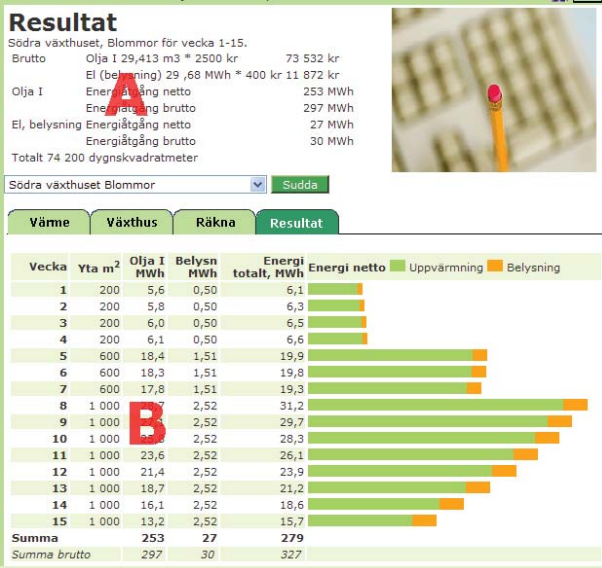 Resultat
Södra växthuset, Blommor för vecka 1-15.
Brutto Olja I 29,413 m3 * 2500 kr 73 532 kr
El (belysning) 29 ,68 MWh * 400 kr 11 872 kr
Olja I Energiåtgång netto 253 MWh
Energiåtgång brutto 297 MWh
El, belysning Energiåtgång netto 27 MWh
Energiåtgång brutto 30 MWh
Totalt 74 200 dygnskvadratmeter
A
Södra växthuset Blommor Sudda
Värme Växthus Räkna Resultat
Vecka Yta m² Olja I MWh Belysn MWh Energi totalt, MWh Energi netto Uppvärmning Belysning
1 200 5,6 0,50 6,1
2 200 5,8 0,50 6,3
3 200 6,0 0,50 6,5
4 200 6,1 0,50 6,6
5 600 18,4 1,51 19,9
6 600 18,3 1,51 19,8
7 600 17,8 1,51 19,3
8 1 000 28,7 2,52 31,2
9 1 000 27,1 2,52 29,7
10 1 000 25,8 2,52 28,3
11 1 000 23,6 2,52 26,1
12 1 000 21,4 2,52 23,9
13 1 000 18,7 2,52 21,2
14 1 000 16,1 2,52 18,6
15 1 000 13,2 2,52 15,7
B
Summa 253 27 279
Summa brutto 297 30 327